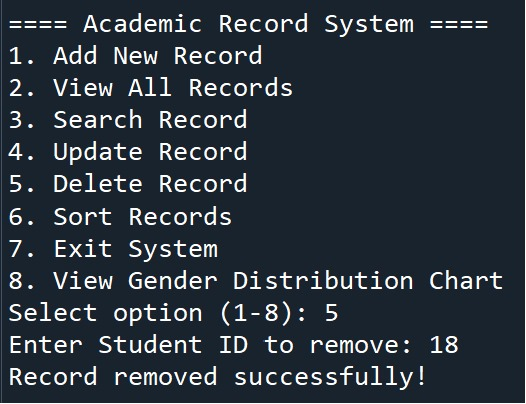 ==== Academic Record System ====
1. Add New Record
2. View All Records
3. Search Record
4. Update Record
5. Delete Record
6. Sort Records
7. Exit System
8. View Gender Distribution Chart
Select option (1-8): 5
Enter Student ID to remove: 18
Record removed successfully!